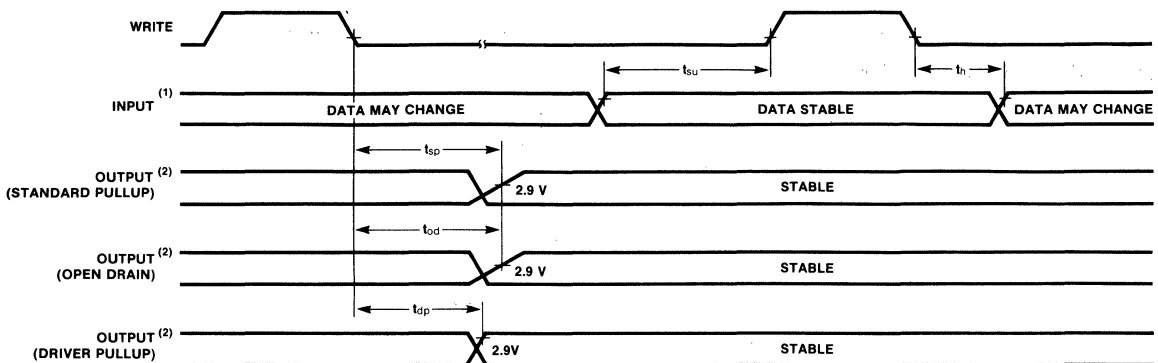 WRITE
tsu
th
INPUT (1)
DATA MAY CHANGE
DATA STABLE
DATA MAY CHANGE
tsp
OUTPUT (2)
(STANDARD PULLUP)
2.9 V
STABLE
tod
OUTPUT (2)
(OPEN DRAIN)
2.9 V
STABLE
tdp
OUTPUT (2)
(DRIVER PULLUP)
2.9V
STABLE